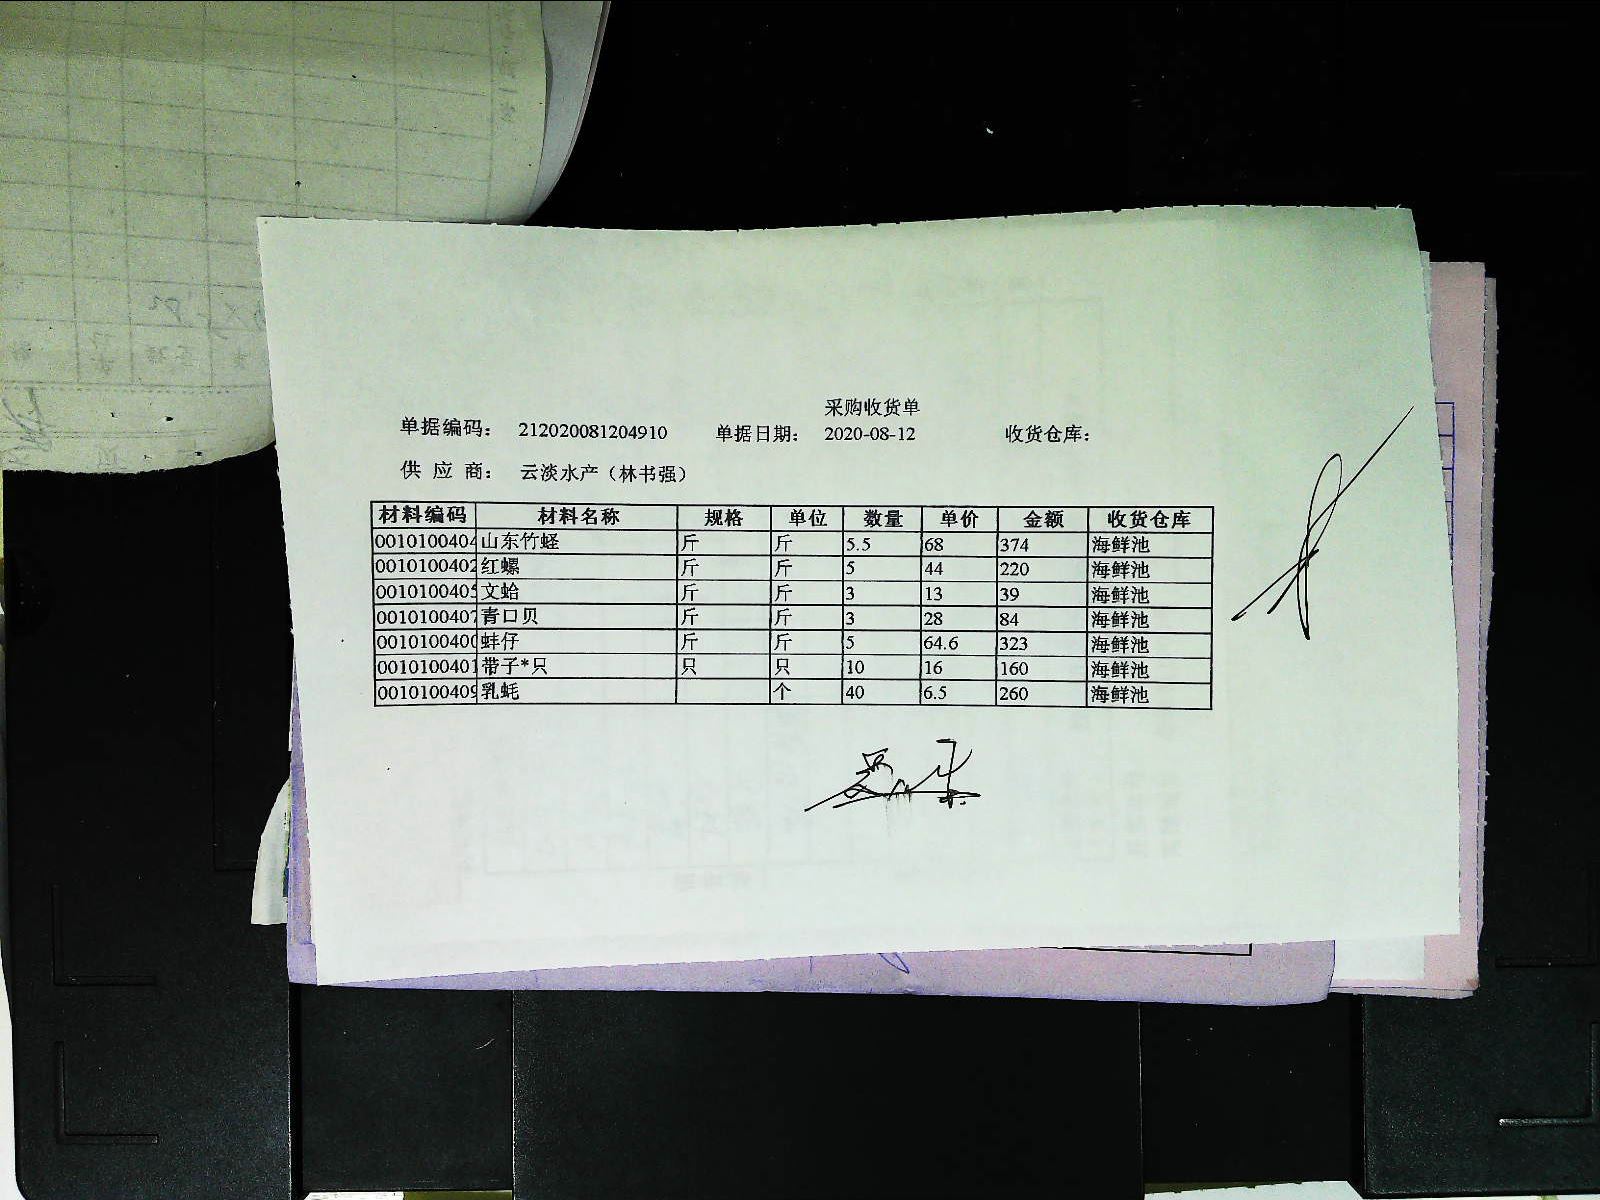 采购收货单
单据编码： 212020081204910 单据日期： 2020-08-12 收货仓库：
供 应 商： 云淡水产（林书强）
材料编码 材料名称 规格 单位 数量 单价 金额 收货仓库
0010100404 山东竹蛏 斤 斤 5.5 68 374 海鲜池
0010100402 红螺 斤 斤 5 44 220 海鲜池
0010100405 文蛤 斤 斤 3 13 39 海鲜池
0010100407 青口贝 斤 斤 3 28 84 海鲜池
0010100400 蚌仔 斤 斤 5 64.6 323 海鲜池
0010100401 带子*只 只 只 10 16 160 海鲜池
0010100409 乳蚝 个 40 6.5 260 海鲜池